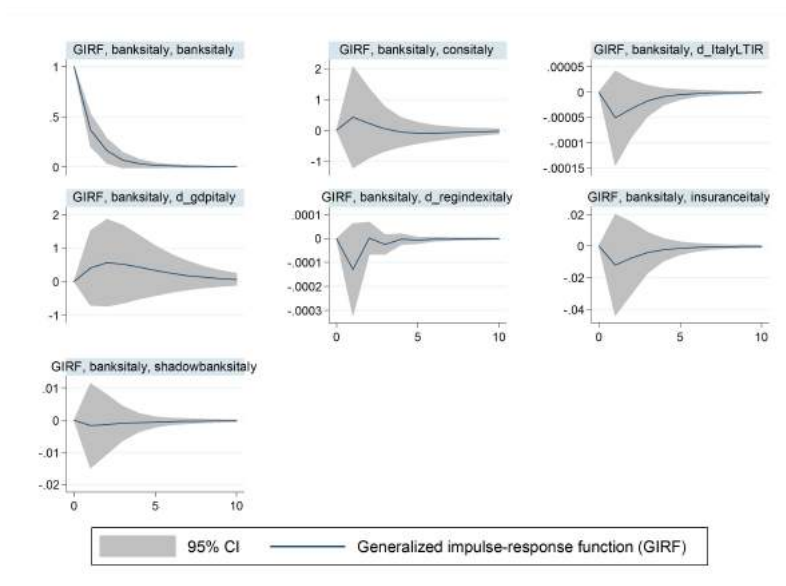 GIRF, banksitaly, banksitaly
1
.5
0
GIRF, banksitaly, consitaly
2
1
0
-1
GIRF, banksitaly, d_ItalyLTIR
.00005
0
-.00005
-.0001
-.00015
GIRF, banksitaly, d_gdpitaly
2
1
0
-1
GIRF, banksitaly, d_regindexitaly
.0001
0
-.0001
-.0002
-.0003
0 5 10
GIRF, banksitaly, insuranceitaly
.02
0
-.02
-.04
0 5 10
GIRF, banksitaly, shadowbanksitaly
.01
0
-.01
-.02
0 5 10
95% CI Generalized impulse-response function (GIRF)